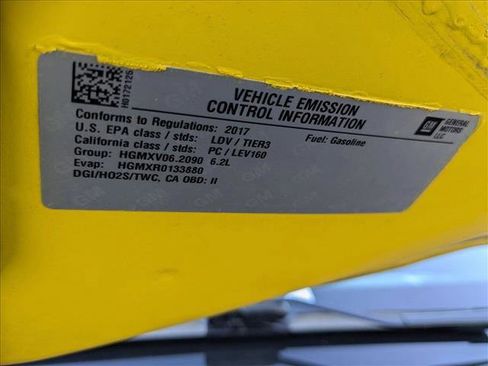 VEHICLE EMISSION
CONTROL INFORMATION
Conforms to Regulations: 2017
Fuel: Gasoline
U.S. EPA class / stds: LDV / TIER3
California class / stds: PC / LEV160
Group: HGMXV06.2090 6.2L
Evap: HGMXR0133880
DGI/HO2S/TWC, CA OBD: II
GM
GENERAL
MOTORS
LLC